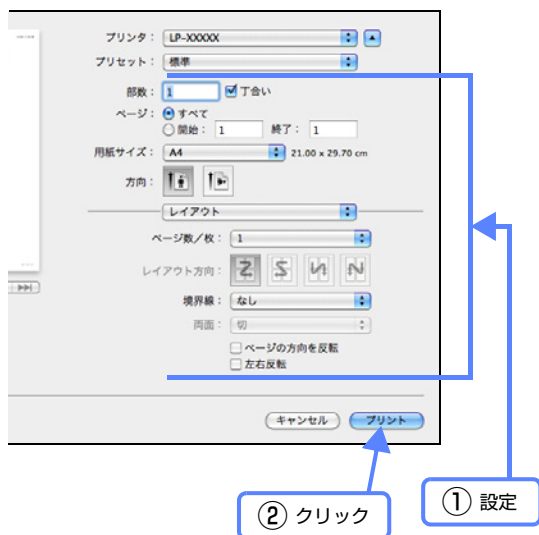 プリンタ： LP-XXXXX
プリセット： 標準
部数： 1 丁合い
ページ： すべて
開始： 1 終了： 1
用紙サイズ： A4 21.00 x 29.70 cm
方向：
レイアウト
ページ数／枚： 1
レイアウト方向：
境界線： なし
両面： 切
ページの方向を反転
左右反転
キャンセル プリント
① 設定
② クリック